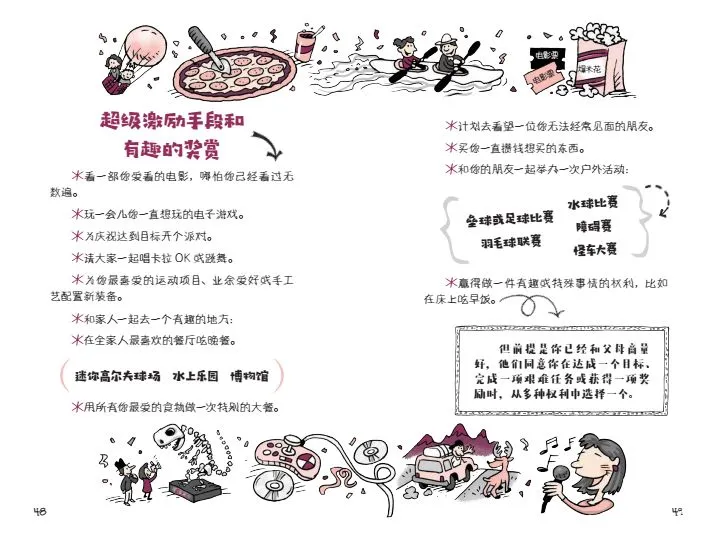 电影票
电影票
爆米花
超级激励手段和
有趣的奖赏
*看一部你爱看的电影，哪怕你已经看过无
数遍。
*玩一会儿你一直想玩的电子游戏。
*为庆祝达到目标开个派对。
*请大家一起唱卡拉 OK 或跳舞。
*为你最喜爱的运动项目、业余爱好或手工
艺配置新装备。
*和家人一起去一个有趣的地方：
*在全家人最喜欢的餐厅吃晚餐。
迷你高尔夫球场 水上乐园 博物馆
*用所有你最爱的食物做一次特别的大餐。
*计划去看望一位你无法经常见面的朋友。
*买你一直攒钱想买的东西。
*和你的朋友一起举办一次户外活动：
垒球或足球比赛
水球比赛
障碍赛
羽毛球联赛
怪车大赛
*赢得做一件有趣或特殊事情的权利，比如
在床上吃早饭。
但前提是你已经和父母商量
好，他们同意你在达成一个目标、
完成一项艰难任务或获得一项奖
励时，从多种权利中选择一个。
48
49